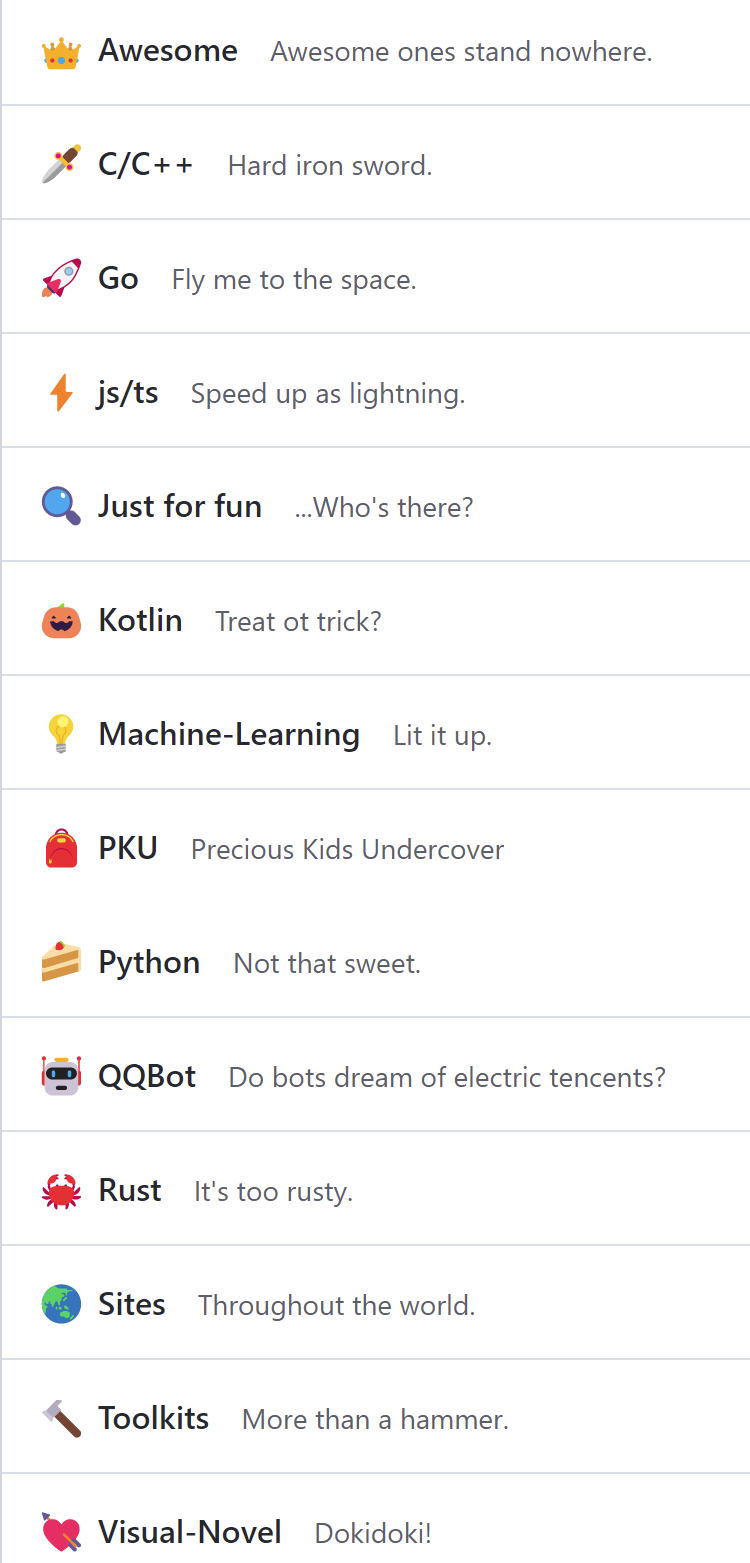 Awesome Awesome ones stand nowhere.
C/C++ Hard iron sword.
Go Fly me to the space.
js/ts Speed up as lightning.
Just for fun ...Who's there?
Kotlin Treat ot trick?
Machine-Learning Lit it up.
PKU Precious Kids Undercover
Python Not that sweet.
QQBot Do bots dream of electric tencents?
Rust It's too rusty.
Sites Throughout the world.
Toolkits More than a hammer.
Visual-Novel Dokidoki!